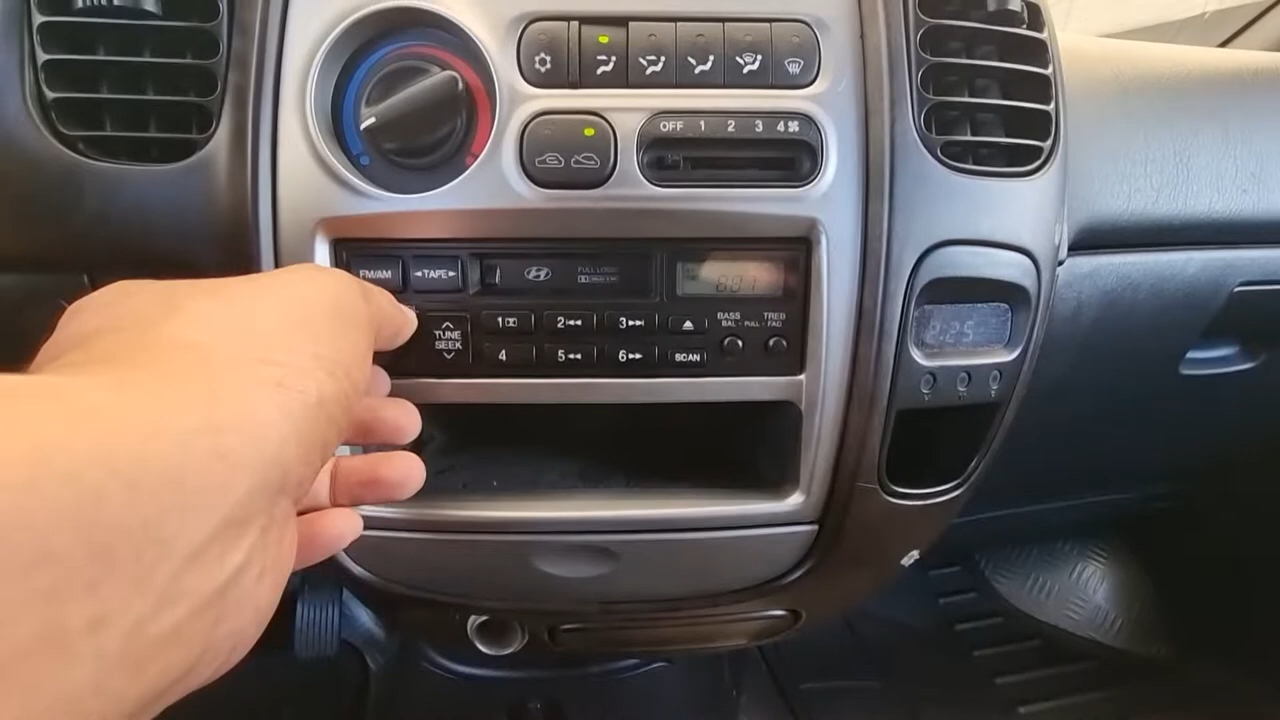 OFF 1 2 3 4
FM/AM ◄TAPE► FULL LOGIC
887
1 2◄◄ 3►►
TUNE
SEEK
BASS TREB
BAL - PULL - FAD
4 5◄◄ 6►► SCAN
2:25